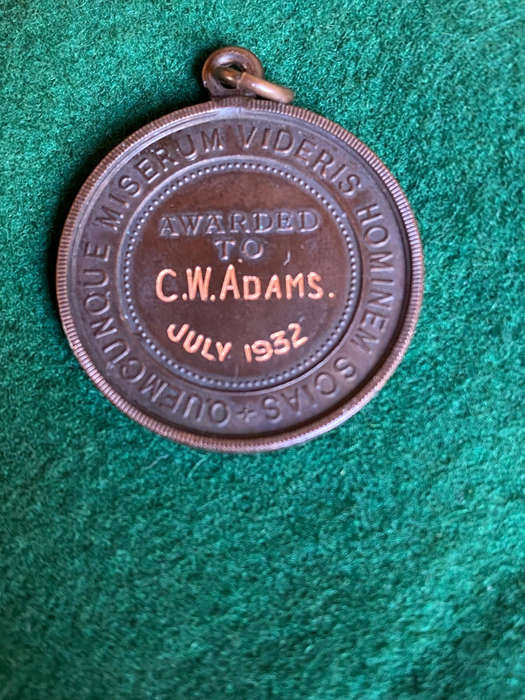 QUEMCUNQUE MISERUM VIDERIS HOMINEM SCIAS +
AWARDED
TO
C.W.ADAMS.
JULY 1932